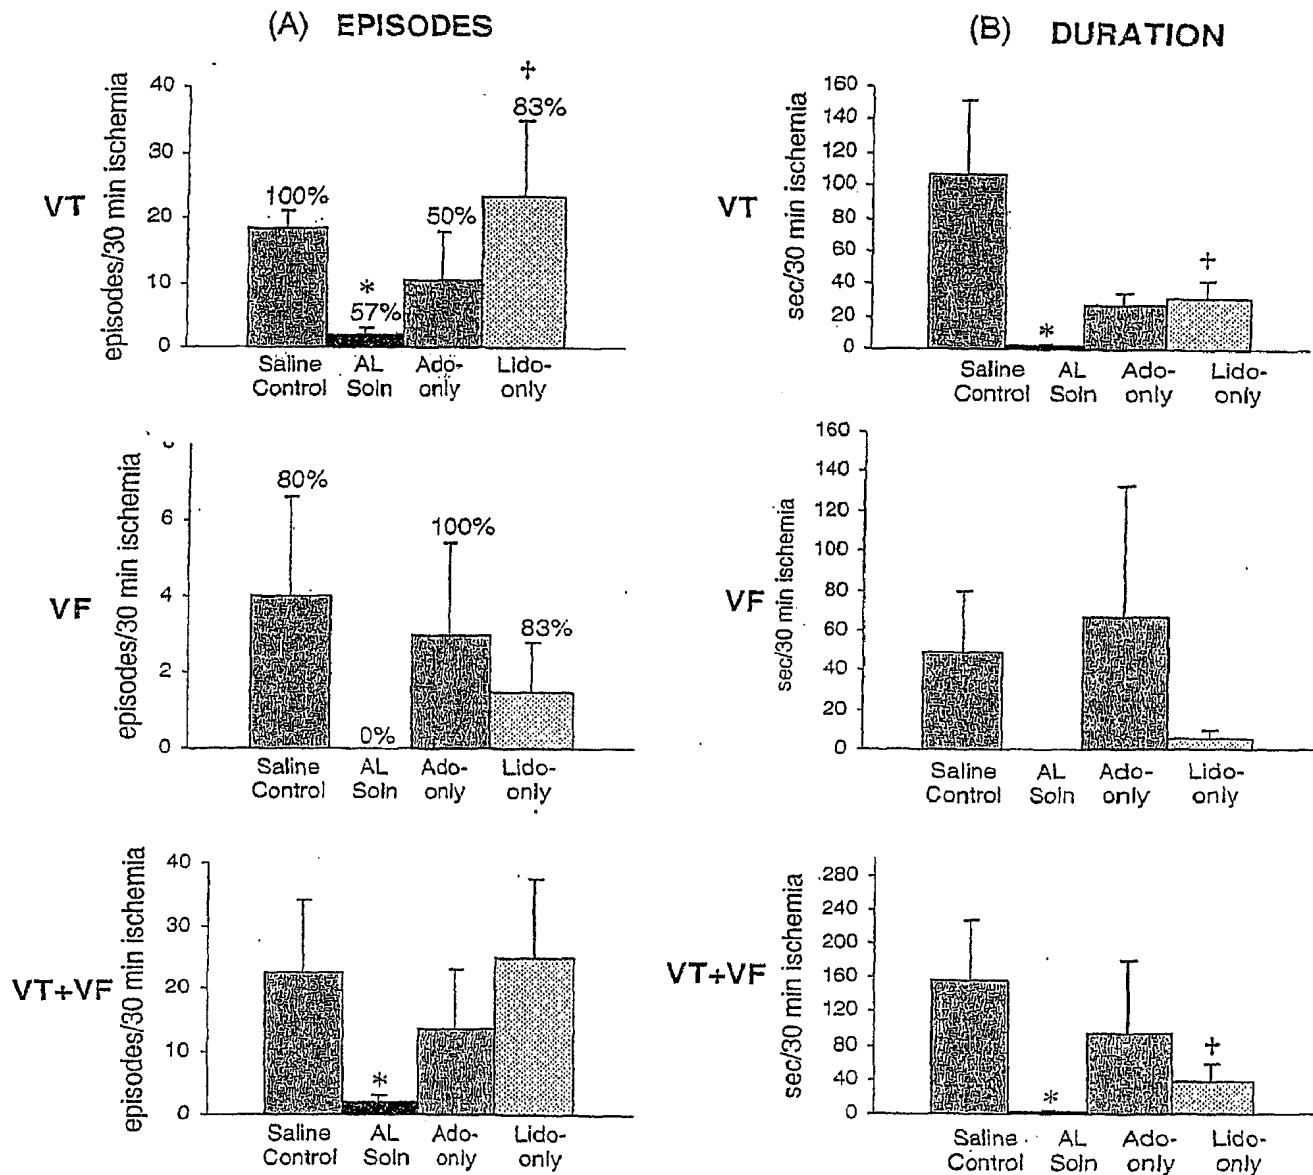 (A) EPISODES
VT
episodes/30 min ischemia
40
30
20
10
0
100%
*
57%
50%
†
83%
Saline Control
AL Soln
Ado-only
Lido-only
(B) DURATION
VT
sec/30 min ischemia
160
140
120
100
80
60
40
20
0
*
†
Saline Control
AL Soln
Ado-only
Lido-only
VF
episodes/30 min ischemia
6
4
2
0
80%
0%
100%
83%
Saline Control
AL Soln
Ado-only
Lido-only
VF
sec/30 min ischemia
160
140
120
100
80
60
40
20
0
Saline Control
AL Soln
Ado-only
Lido-only
VT+VF
episodes/30 min ischemia
40
30
20
10
0
*
Saline Control
AL Soln
Ado-only
Lido-only
VT+VF
sec/30 min ischemia
280
240
200
160
120
80
40
0
*
†
Saline Control
AL Soln
Ado-only
Lido-only